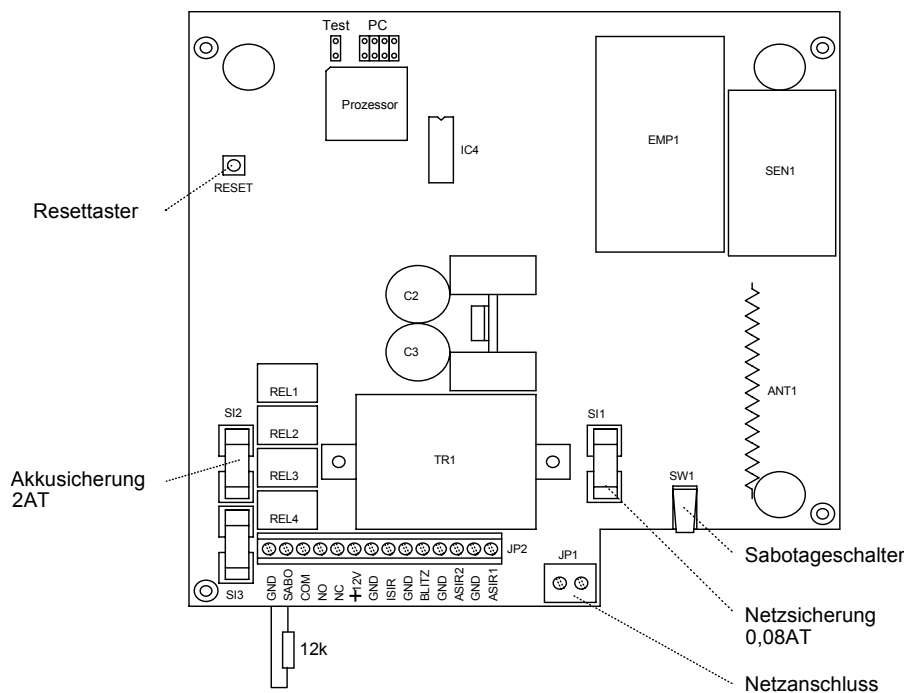 Test PC
Prozessor
IC4
EMP1
SEN1
RESET
Resettaster
C2
C3
REL1
ANT1
SI2
SI1
REL2
TR1
Akkusicherung
2AT
REL3
SW1
REL4
JP2
JP1
Sabotageschalter
SI3
GND
SABO
COM
NO
NC
+12V
GND
ISIR
GND
BLITZ
GND
ASIR2
GND
ASIR1
Netzsicherung
0,08AT
12k
Netzanschluss